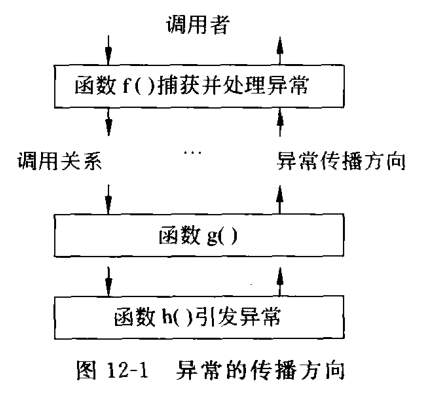 调用者
函数 f()捕获并处理异常
调用关系 … 异常传播方向
函数 g()
函数 h()引发异常
图 12-1 异常的传播方向